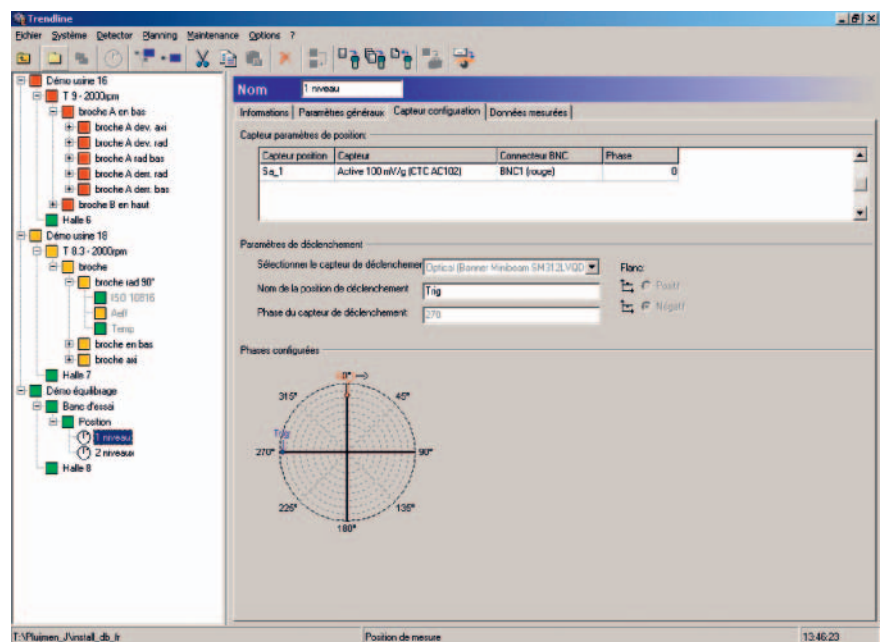 Trendline
Eichier Système Detector Planning Maintenance Options ?
Démo usine 16
T 9 - 2000rpm
broche A en bas
broche A dev. axi
broche A dev. rad
broche A rad bas
broche A derr. rad
broche A derr. bas
broche B en haut
Halle 6
Démo usine 18
T 8.3 - 2000rpm
broche
broche rad 90°
ISO 10816
Aeff
Temp
broche en bas
broche axi
Halle 7
Démo équilibrage
Banc d'essai
Position
1 niveau
2 niveaux
Halle 8
Nom 1 niveau
Informations Paramètres généraux Capteur configuration Données mesurées
Capteur paramètres de position:
Capteur position Capteur Connecteur BNC Phase
Sa_1 Active 100 mV/g (CTC AC102) BNC1 (rouge) 0
Paramètres de déclenchement
Sélectionner le capteur de déclenchemer Optical (Banner Minibeam SM312LVQD Flanc:
Nom de la position de déclenchement Trig Positif
Phase du capteur de déclenchement: 270 Négatif
Phases configurées
0°
315° 45°
Trig
270° 90°
225° 135°
180°
T:\Pluimen_J\install_db_fr Position de mesure 13:46:23